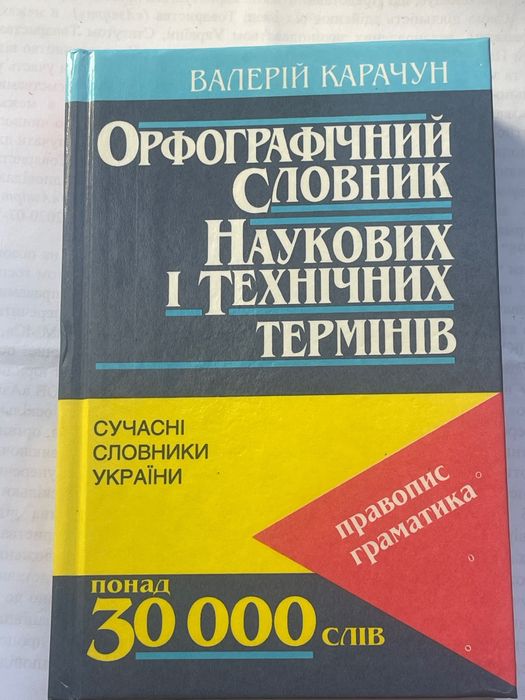 ВАЛЕРІЙ КАРАЧУН
ОРФОГРАФІЧНИЙ
СЛОВНИК
НАУКОВИХ
І ТЕХНІЧНИХ
ТЕРМІНІВ
СУЧАСНІ
СЛОВНИКИ
УКРАЇНИ
правопис
граматика
понад
30 000 слів